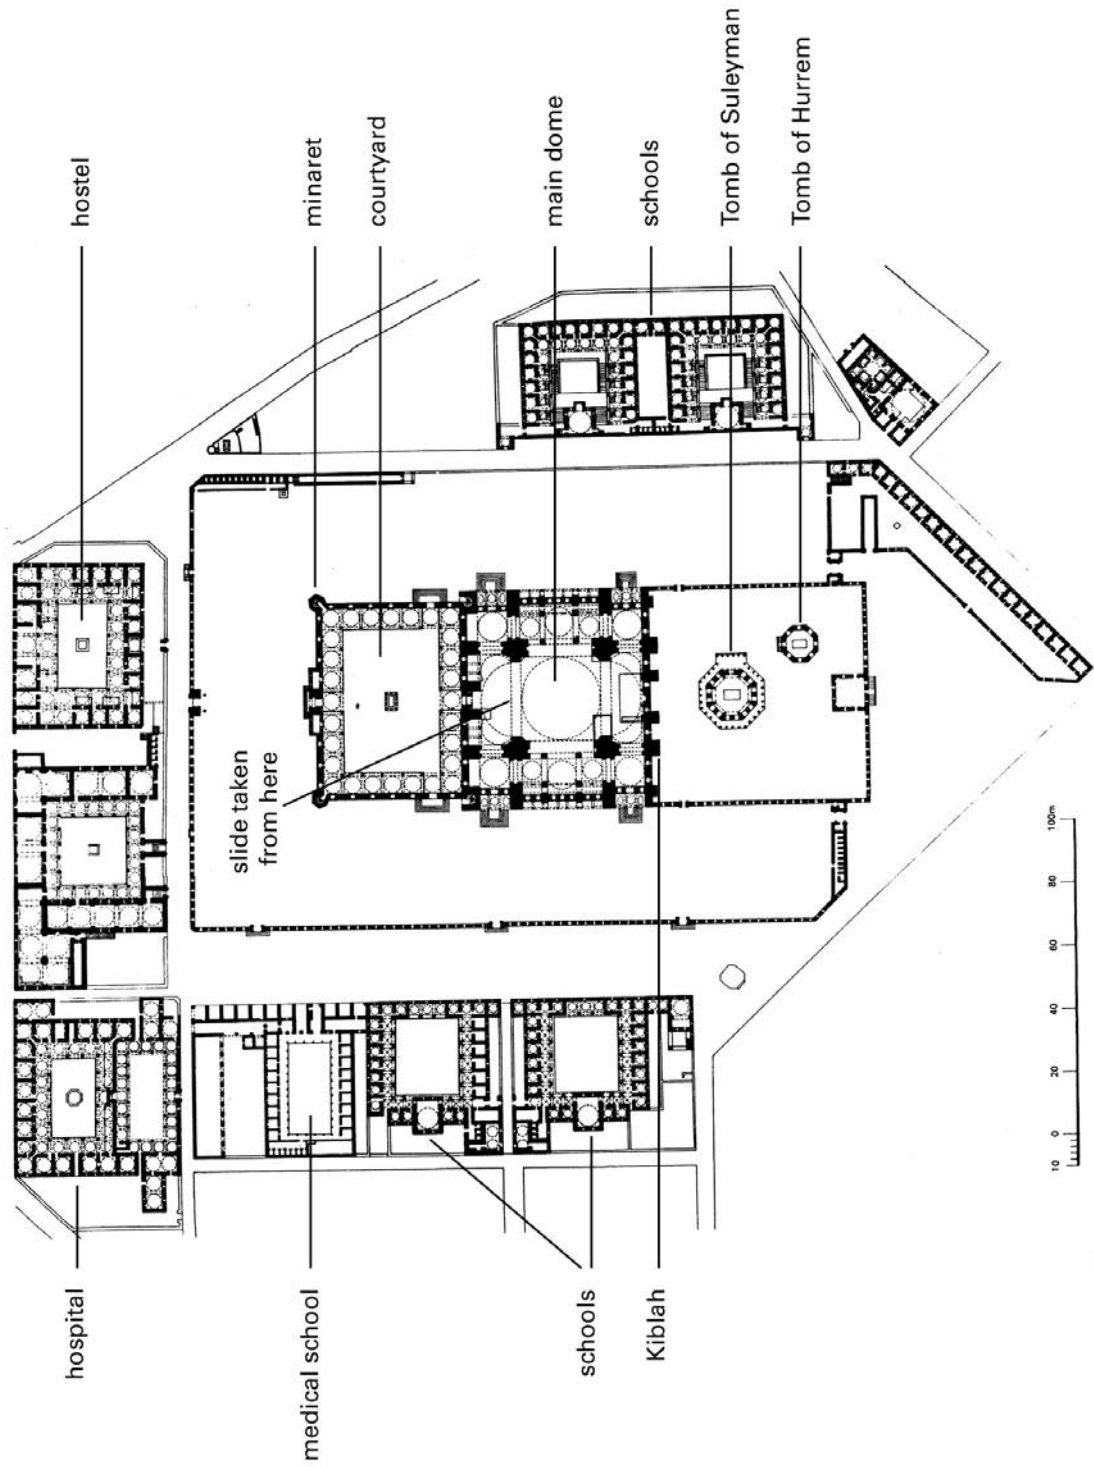 hostel
minaret
courtyard
main dome
schools
Tomb of Suleyman
Tomb of Hurrem
slide taken
from here
hospital
medical school
schools
Kiblah
10 0 20 40 60 80 100m